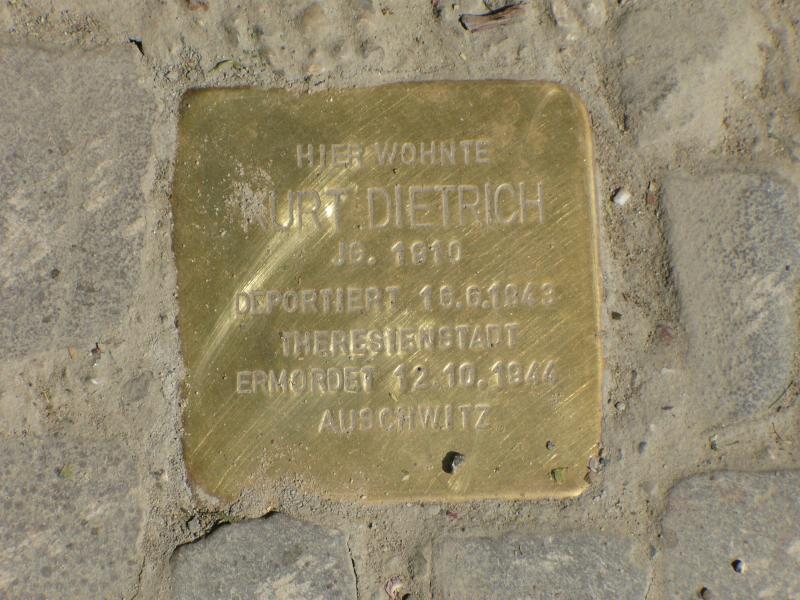 HIER WOHNTE
KURT DIETRICH
JG. 1910
DEPORTIERT 16.6.1943
THERESIENSTADT
ERMORDET 12.10.1944
AUSCHWITZ